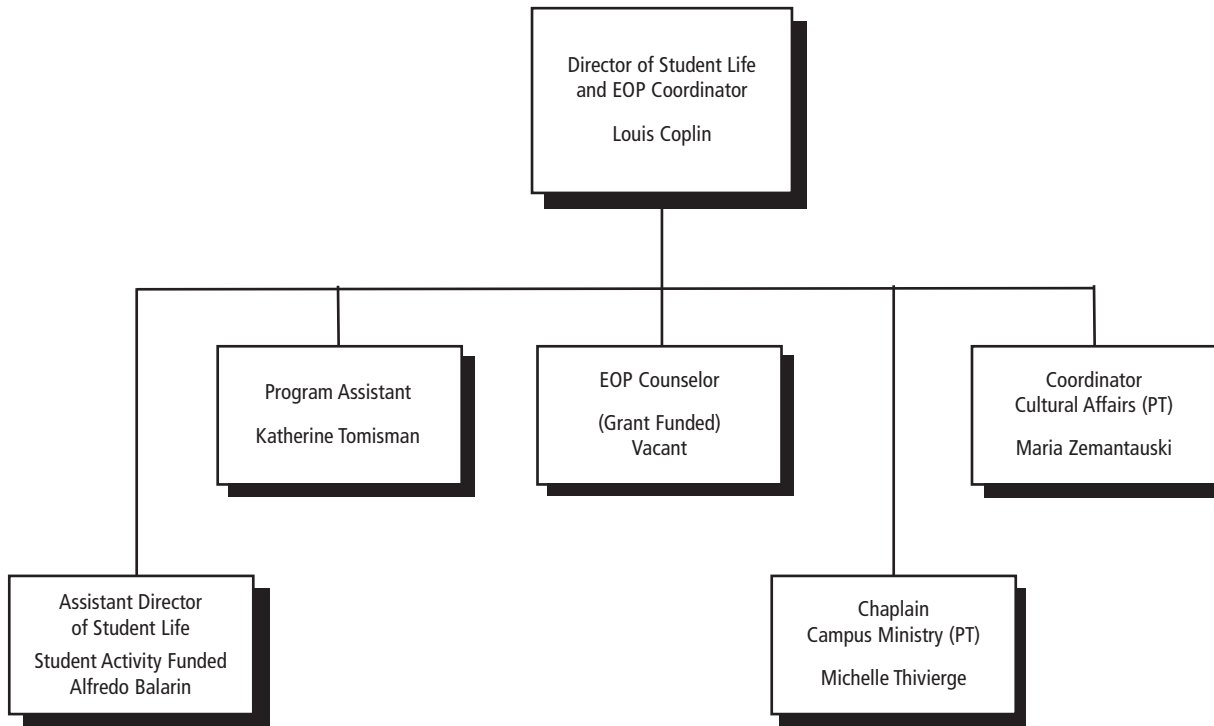 Director of Student Life
and EOP Coordinator
Louis Coplin
Program Assistant
Katherine Tomisman
EOP Counselor
(Grant Funded)
Vacant
Coordinator
Cultural Affairs (PT)
Maria Zemantauski
Assistant Director
of Student Life
Student Activity Funded
Alfredo Balarin
Chaplain
Campus Ministry (PT)
Michelle Thivierge